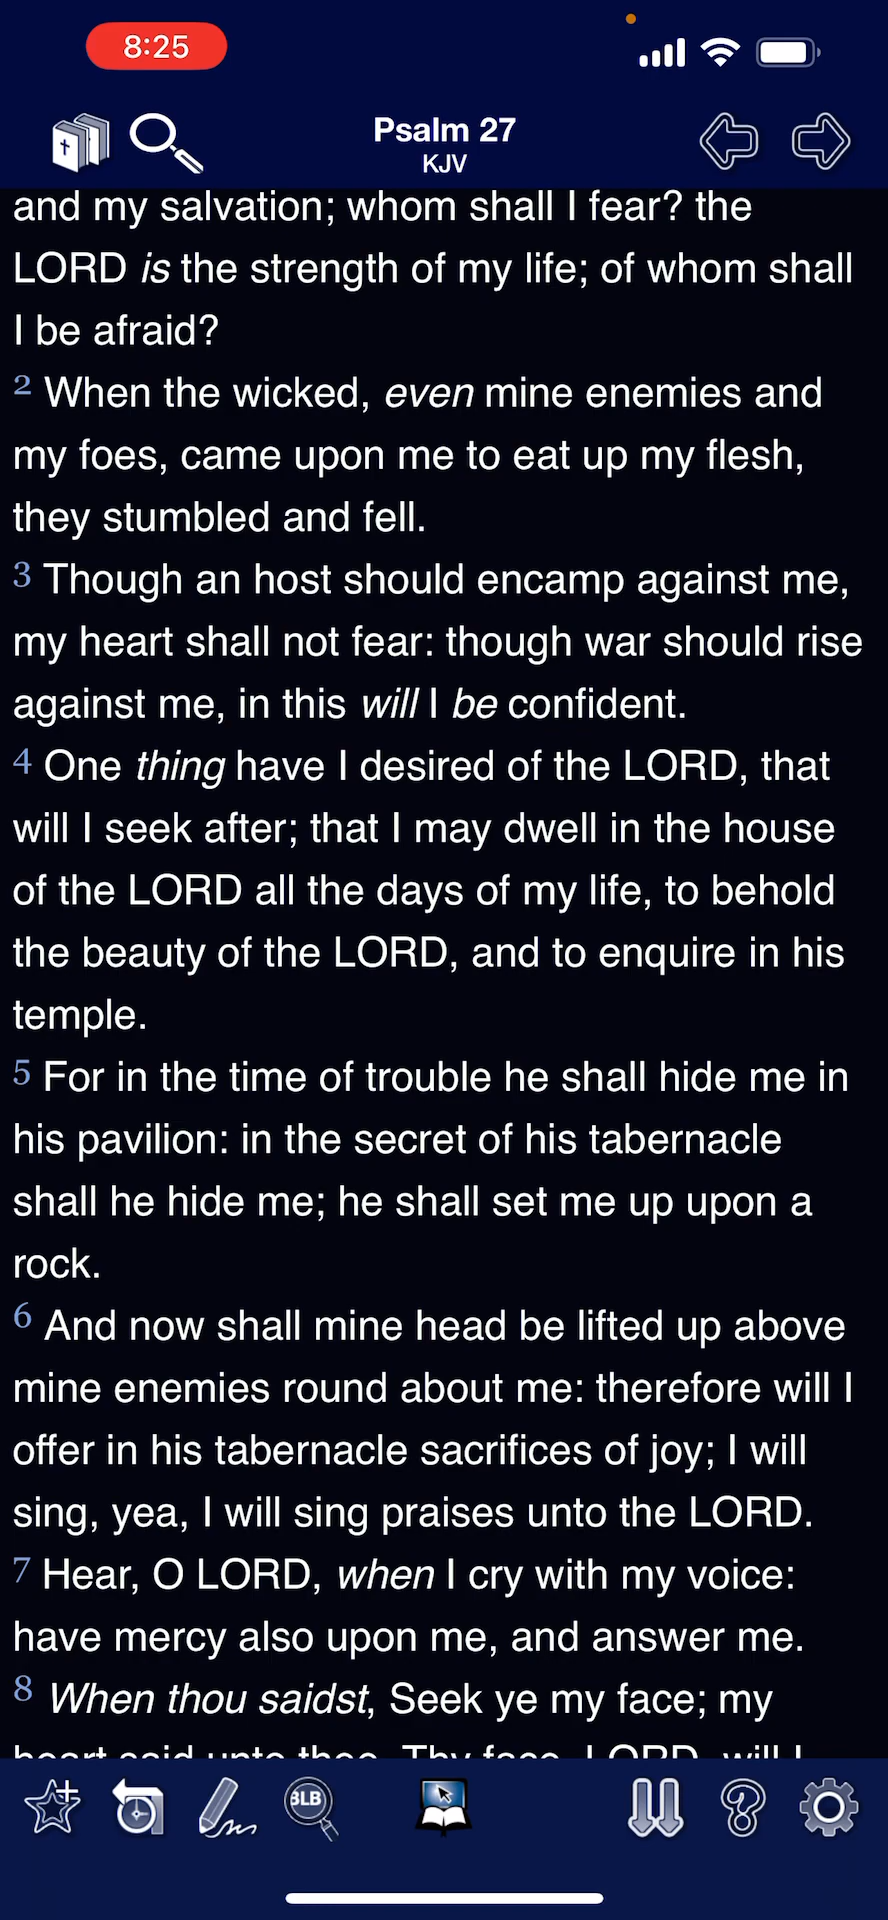 8:25
Psalm 27
KJV
and my salvation; whom shall I fear? the
LORD is the strength of my life; of whom shall
I be afraid?
2 When the wicked, even mine enemies and
my foes, came upon me to eat up my flesh,
they stumbled and fell.
3 Though an host should encamp against me,
my heart shall not fear: though war should rise
against me, in this will I be confident.
4 One thing have I desired of the LORD, that
will I seek after; that I may dwell in the house
of the LORD all the days of my life, to behold
the beauty of the LORD, and to enquire in his
temple.
5 For in the time of trouble he shall hide me in
his pavilion: in the secret of his tabernacle
shall he hide me; he shall set me up upon a
rock.
6 And now shall mine head be lifted up above
mine enemies round about me: therefore will I
offer in his tabernacle sacrifices of joy; I will
sing, yea, I will sing praises unto the LORD.
7 Hear, O LORD, when I cry with my voice:
have mercy also upon me, and answer me.
8 When thou saidst, Seek ye my face; my
heart said unto thee, Thy face, LORD, will I
BLB